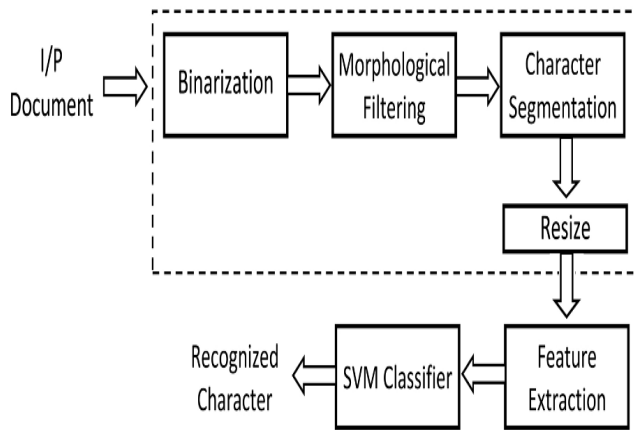 I/P
Document
Binarization
Morphological
Filtering
Character
Segmentation
Resize
Feature
Extraction
SVM Classifier
Recognized
Character